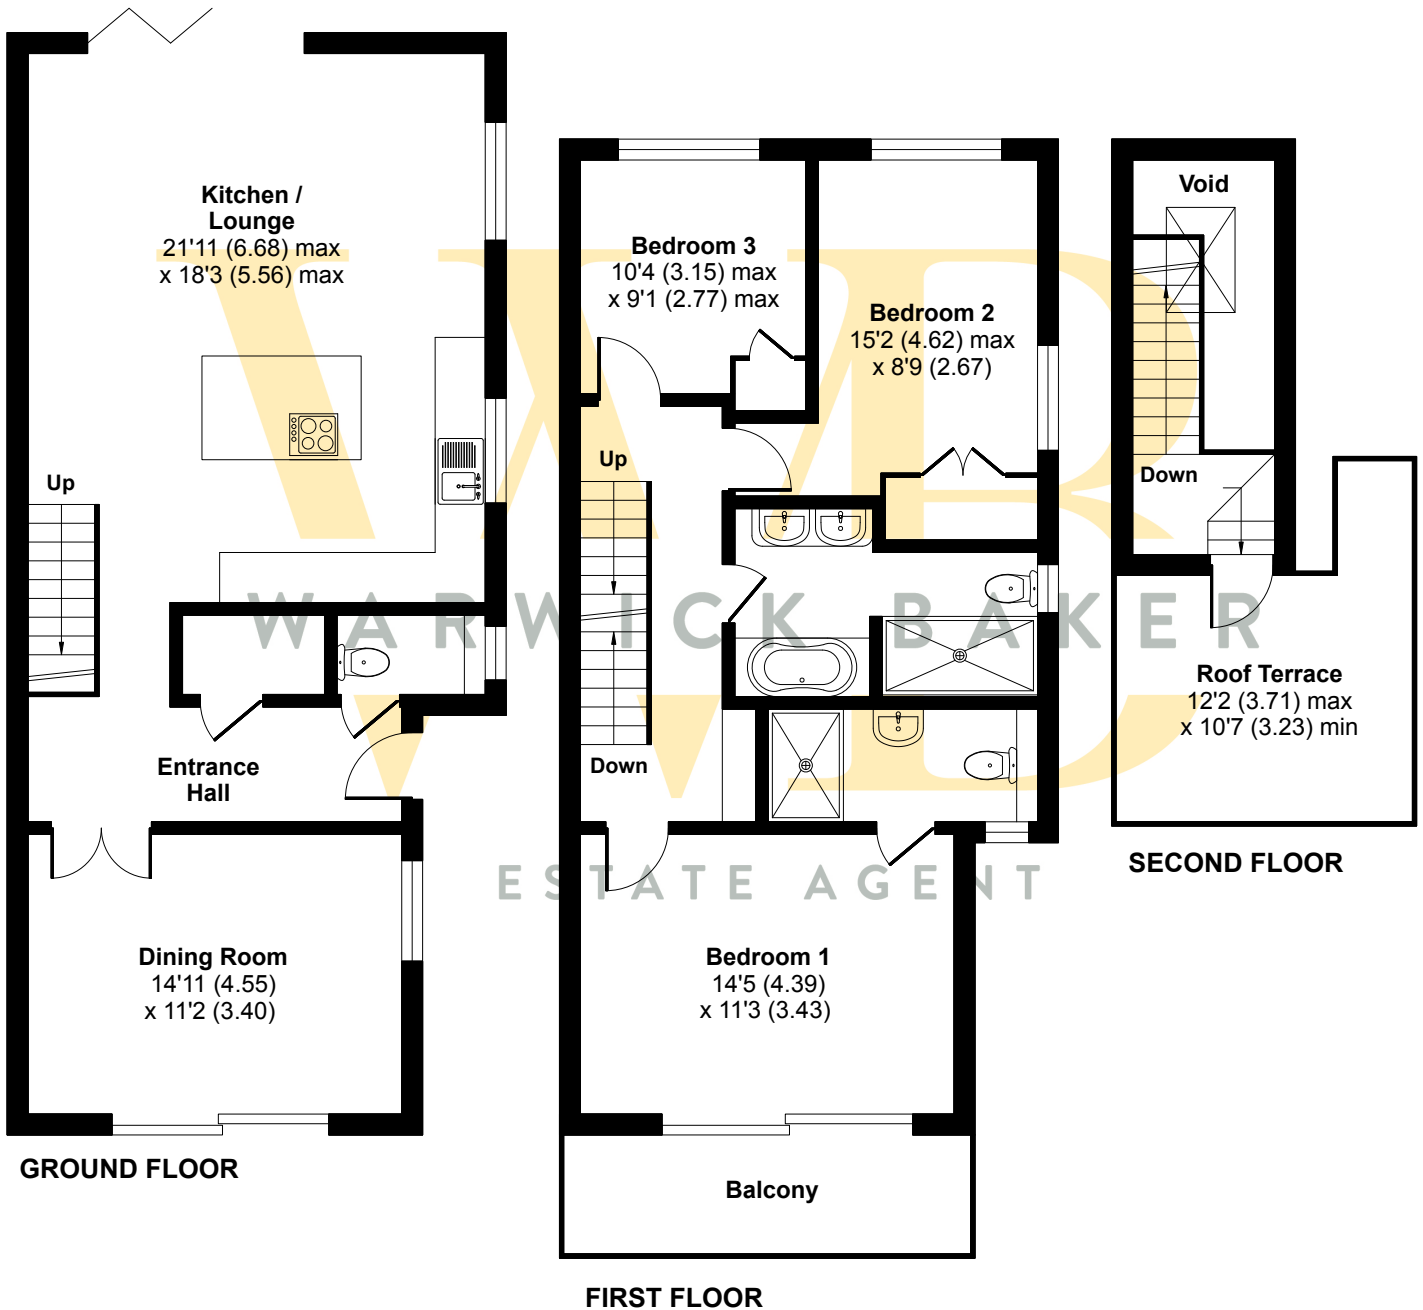 Kitchen /
Lounge
21'11 (6.68) max
x 18'3 (5.56) max
Up
Entrance
Hall
Dining Room
14'11 (4.55)
x 11'2 (3.40)
GROUND FLOOR
Bedroom 3
10'4 (3.15) max
x 9'1 (2.77) max
Bedroom 2
15'2 (4.62) max
x 8'9 (2.67)
Up
Down
Bedroom 1
14'5 (4.39)
x 11'3 (3.43)
Balcony
FIRST FLOOR
Void
Down
Roof Terrace
12'2 (3.71) max
x 10'7 (3.23) min
SECOND FLOOR
WB
WARWICK BAKER
ESTATE AGENT